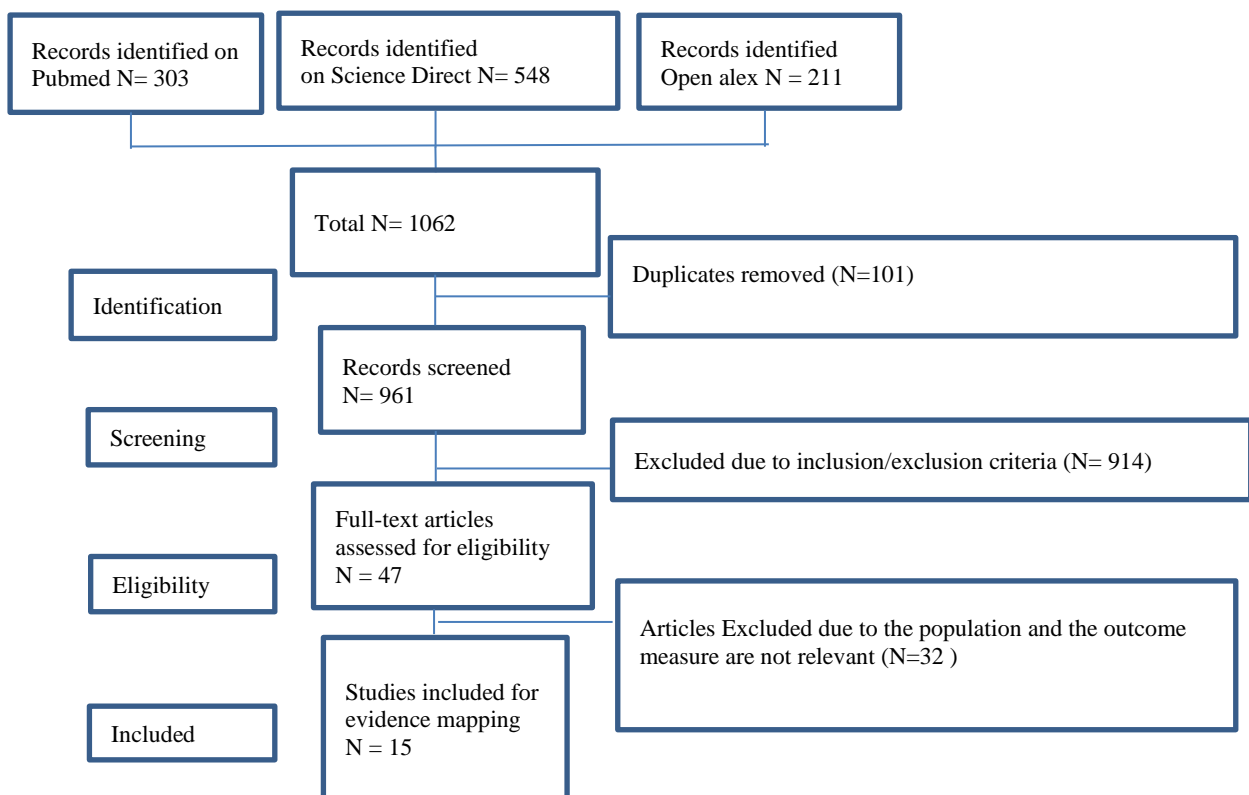 Records identified on
Pubmed N= 303
Records identified
on Science Direct N= 548
Records identified
Open alex N = 211
Total N= 1062
Duplicates removed (N=101)
Identification
Records screened
N= 961
Screening
Excluded due to inclusion/exclusion criteria (N= 914)
Full-text articles
assessed for eligibility
N = 47
Eligibility
Articles Excluded due to the population and the outcome
measure are not relevant (N=32 )
Studies included for
evidence mapping
N = 15
Included